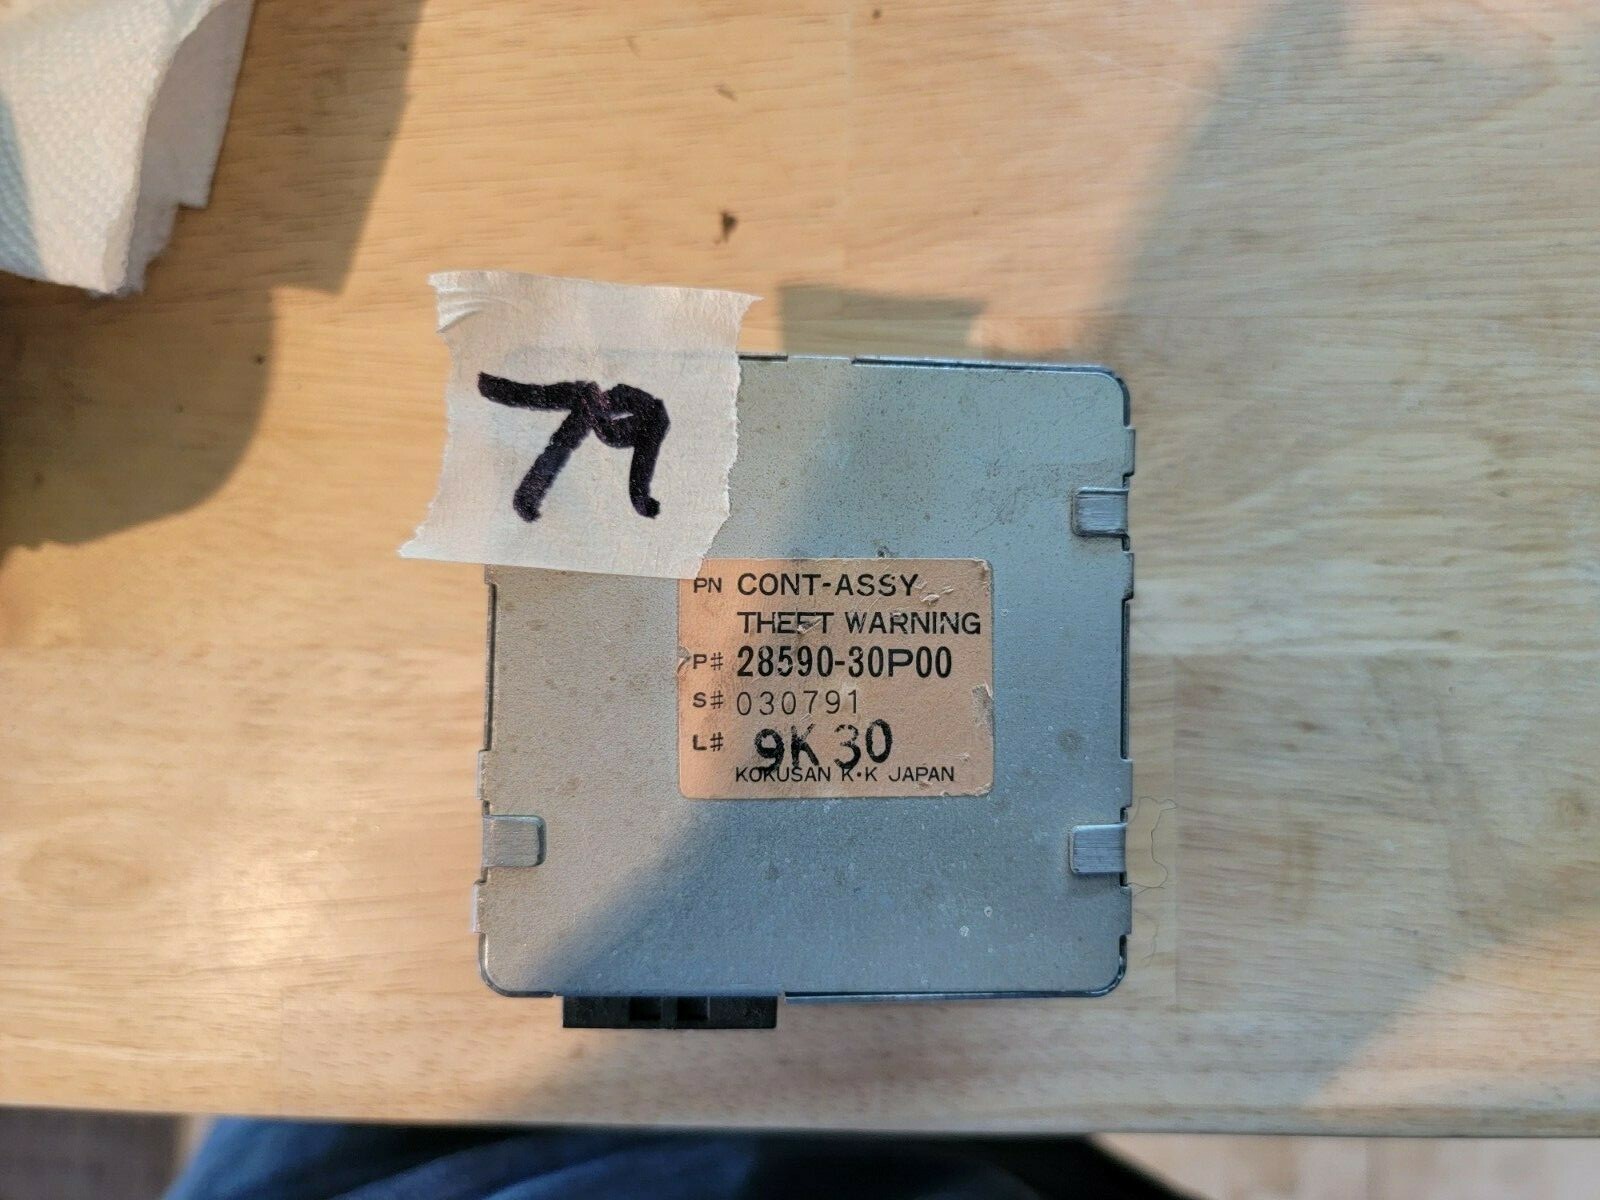 79
PN CONT-ASSY
THEFT WARNING
P# 28590-30P00
S# 030791
L# 9K30
KOKUSAN K·K JAPAN